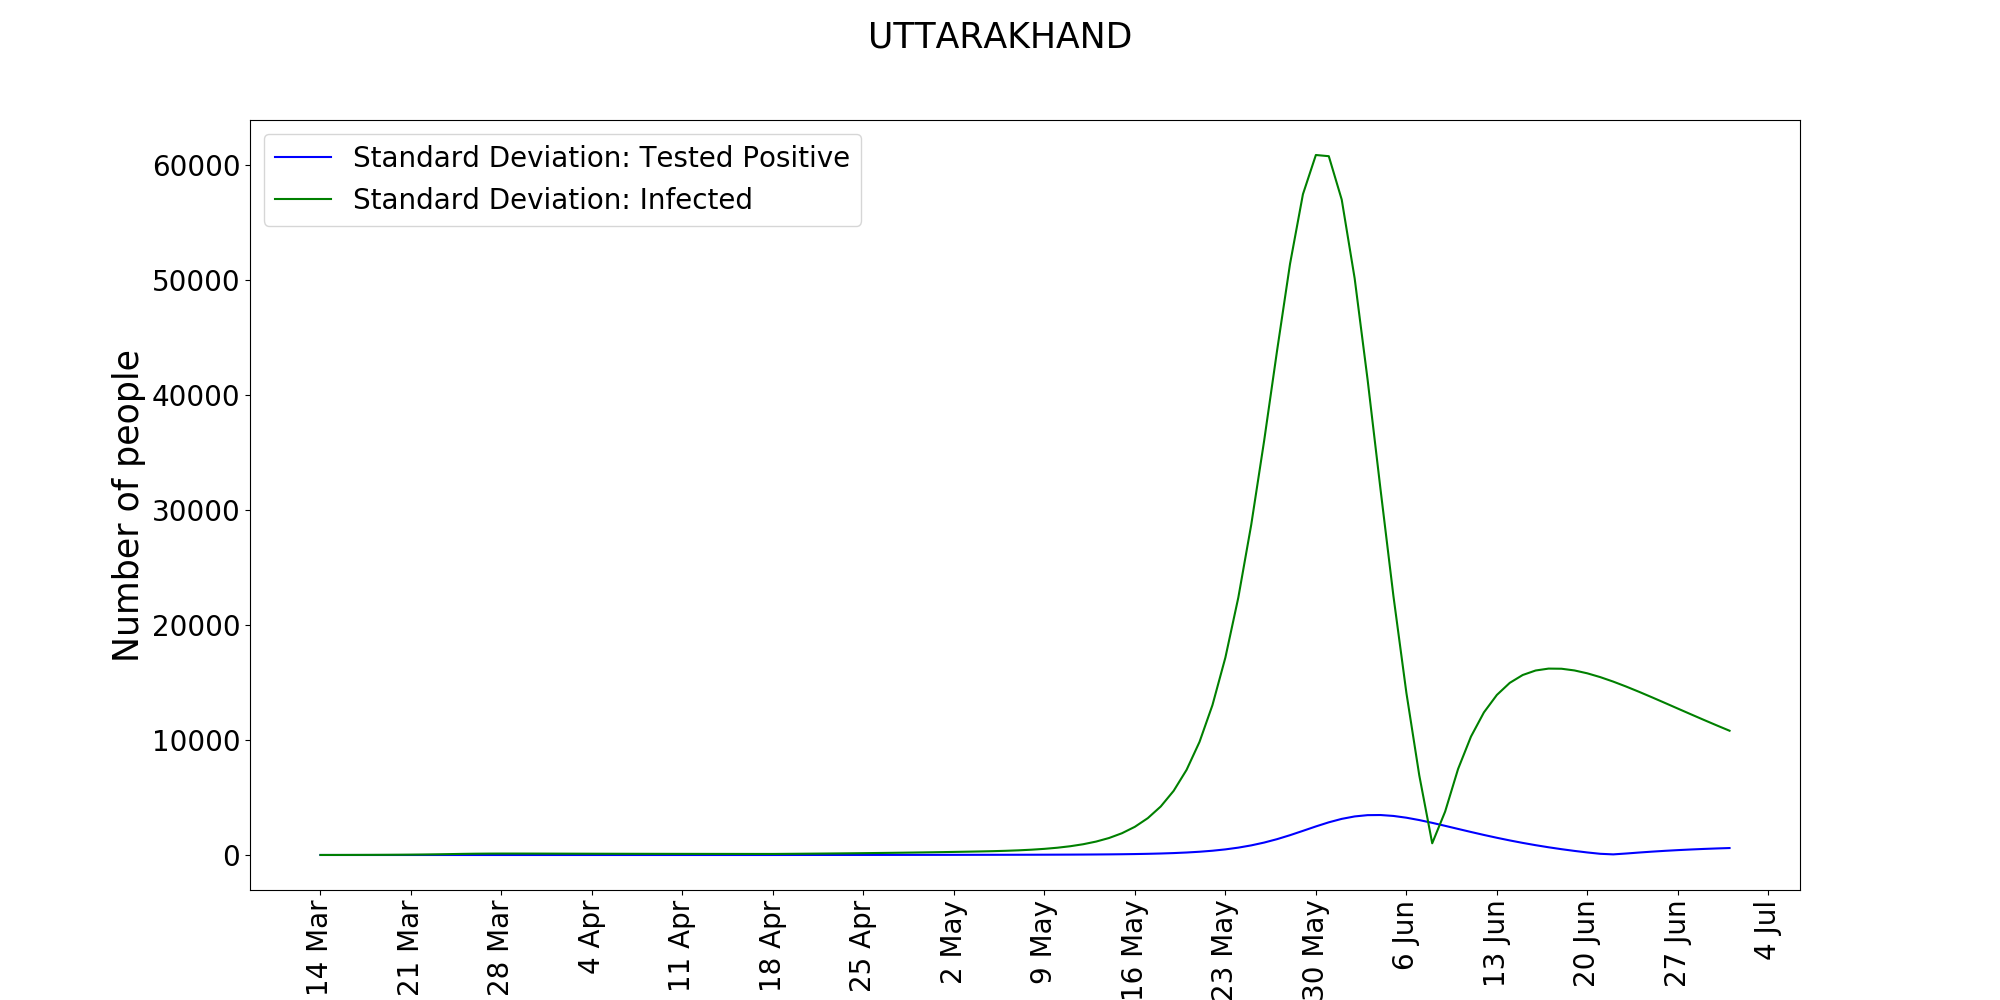 UTTARAKHAND
Standard Deviation: Tested Positive
Standard Deviation: Infected
Number of people
60000
50000
40000
30000
20000
10000
0
14 Mar
21 Mar
28 Mar
4 Apr
11 Apr
18 Apr
25 Apr
2 May
9 May
16 May
23 May
30 May
6 Jun
13 Jun
20 Jun
27 Jun
4 Jul